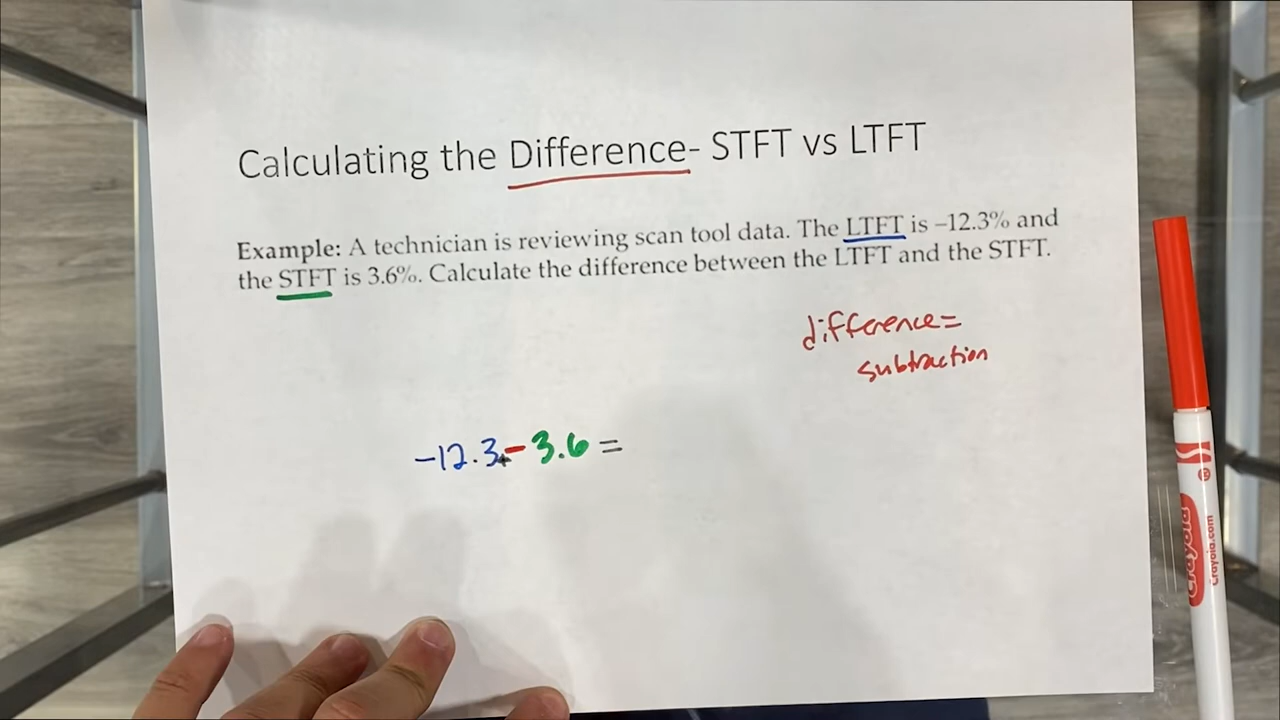 Calculating the Difference- STFT vs LTFT
Example: A technician is reviewing scan tool data. The LTFT is –12.3% and
the STFT is 3.6%. Calculate the difference between the LTFT and the STFT.
difference=
subtraction
-12.3-3.6=
Crayola
Crayola.com